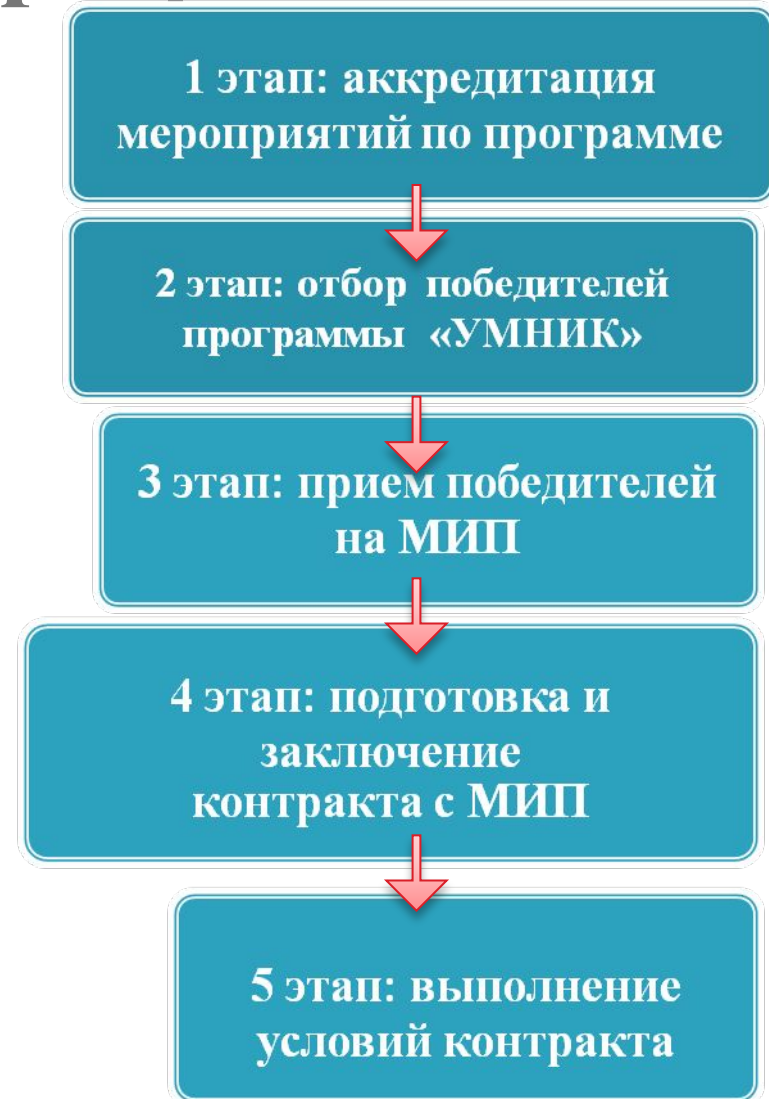 1 этап: аккредитация
мероприятий по программе
2 этап: отбор победителей
программы «УМНИК»
3 этап: прием победителей
на МИП
4 этап: подготовка и
заключение
контракта с МИП
5 этап: выполнение
условий контракта